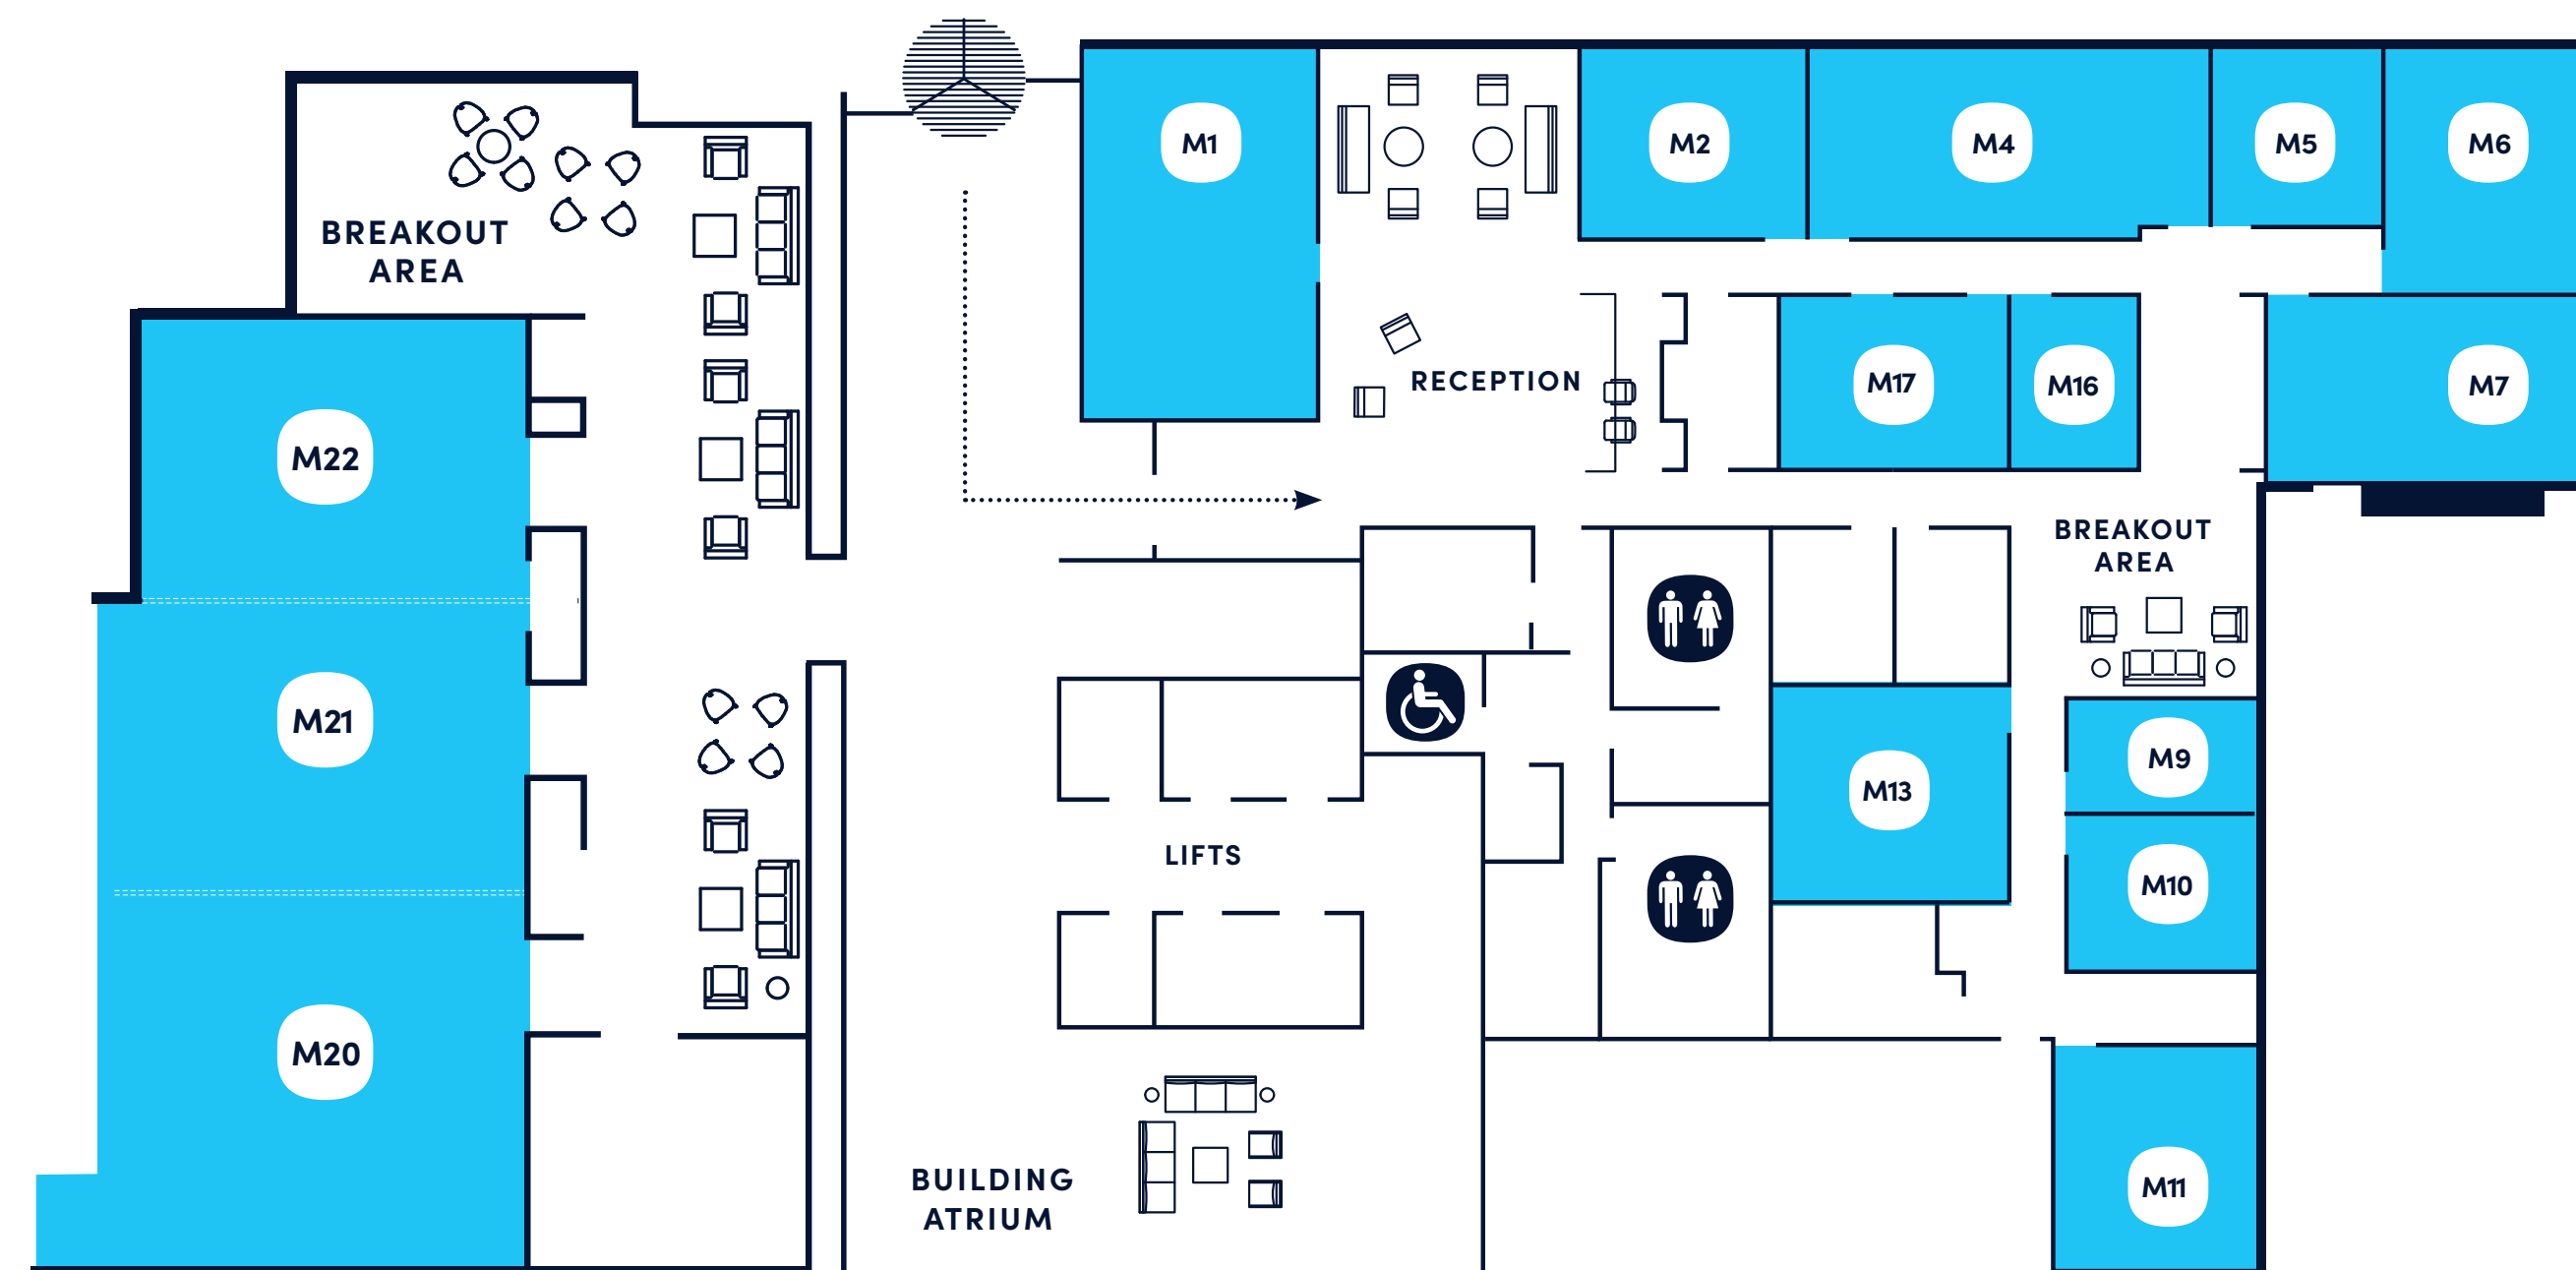 M1
M2
M4
M5
M6
BREAKOUT
AREA
RECEPTION
M17
M16
M7
M22
BREAKOUT
AREA
M21
M9
M13
LIFTS
M10
M20
BUILDING
ATRIUM
M11